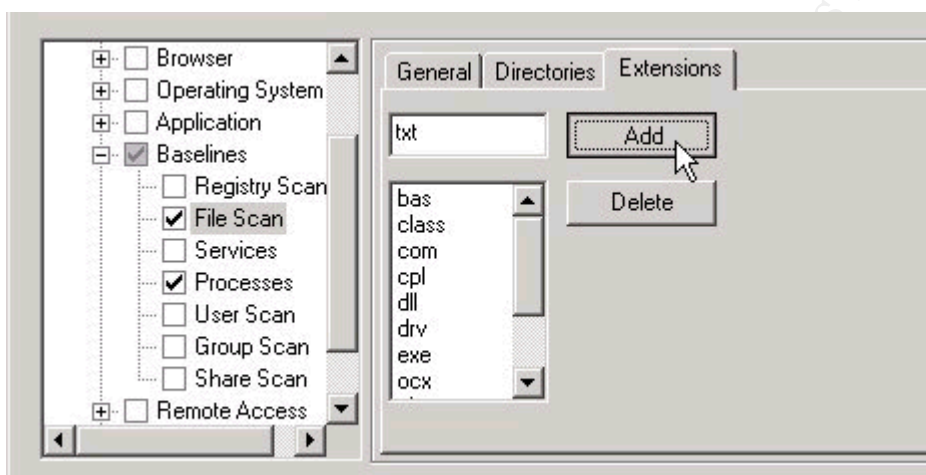 Browser
Operating System
Application
Baselines
Registry Scan
File Scan
Services
Processes
User Scan
Group Scan
Share Scan
Remote Access
General
Directories
Extensions
txt
Add
bas
class
com
cpl
dll
drv
exe
ocx
Delete